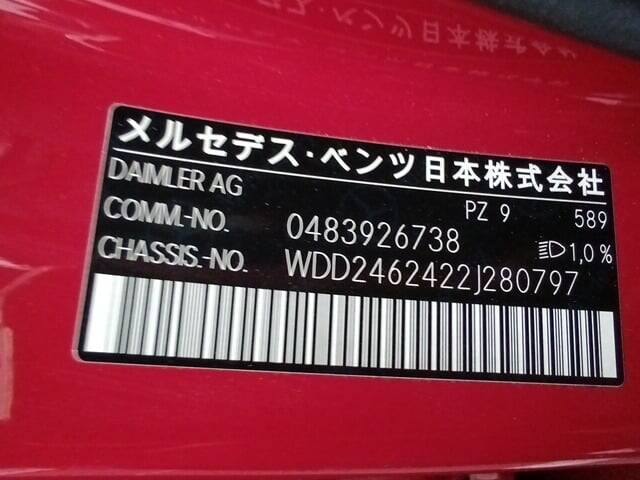 メルセデス・ベンツ日本株式会社
DAIMLER AG PZ 9 589
COMM.-NO. 0483926738 1,0%
CHASSIS.-NO. WDD2462422J280797